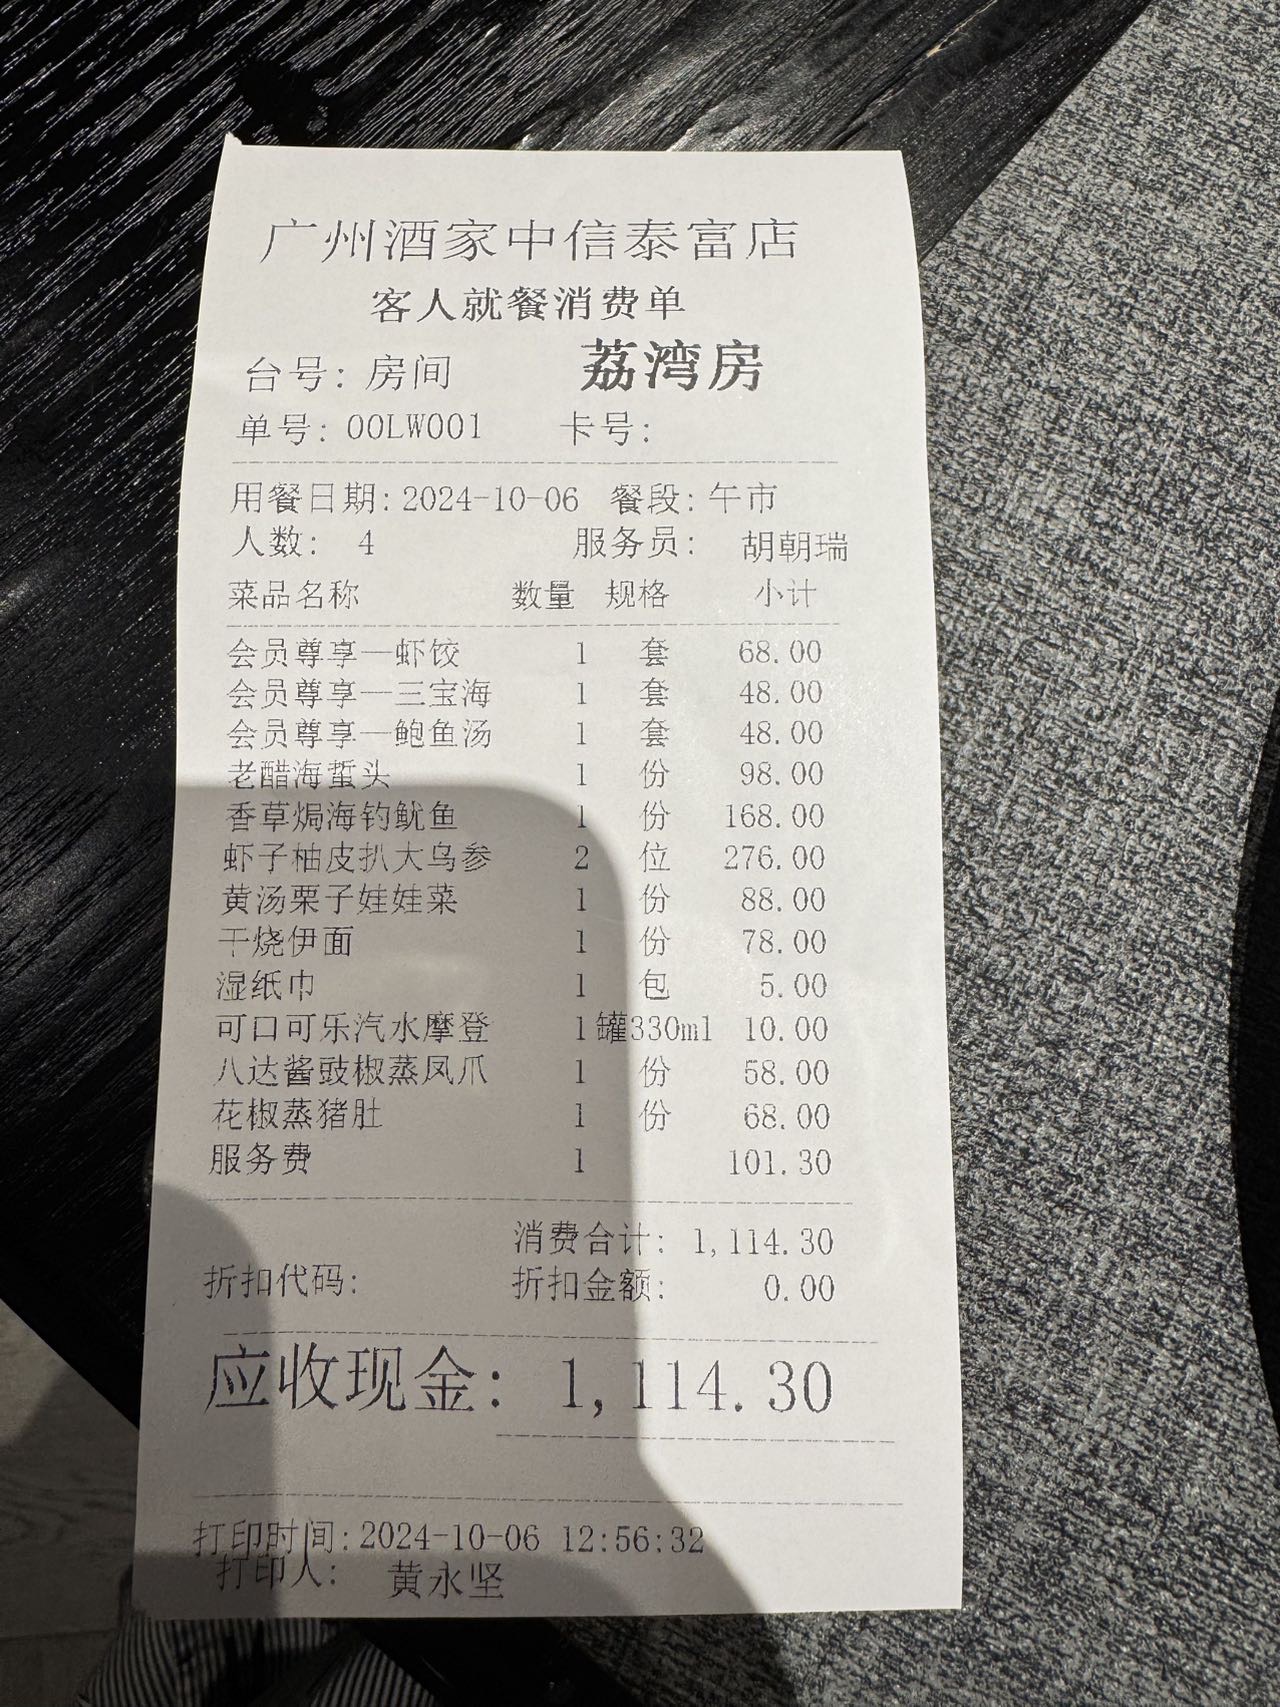 广州酒家中信泰富店
客人就餐消费单
台号: 房间 荔湾房
单号: 00LW001 卡号:
用餐日期: 2024-10-06 餐段: 午市
人数: 4 服务员: 胡朝瑞
菜品名称 数量 规格 小计
会员尊享—虾饺 1 套 68.00
会员尊享—三宝海 1 套 48.00
会员尊享—鲍鱼汤 1 套 48.00
老醋海蜇头 1 份 98.00
香草焗海钓鱿鱼 1 份 168.00
虾子柚皮扒大乌参 2 位 276.00
黄汤栗子娃娃菜 1 份 88.00
干烧伊面 1 份 78.00
湿纸巾 1 包 5.00
可口可乐汽水摩登 1 罐330ml 10.00
八达酱豉椒蒸凤爪 1 份 58.00
花椒蒸猪肚 1 份 68.00
服务费 1 101.30
消费合计: 1,114.30
折扣代码: 折扣金额: 0.00
应收现金: 1,114.30
打印时间: 2024-10-06 12:56:32
打印人: 黄永坚